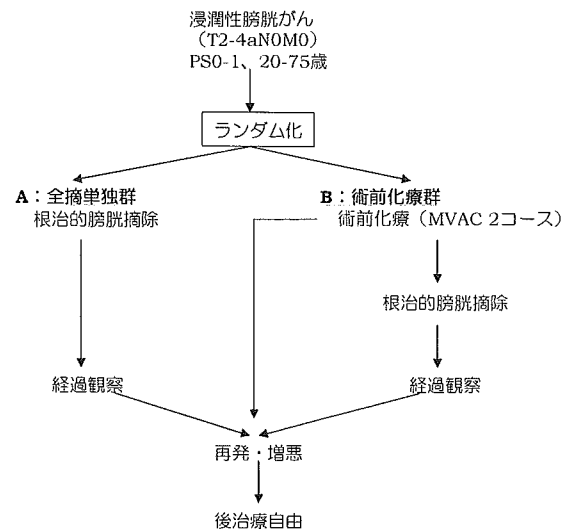 浸潤性膀胱がん
（T2-4aN0M0）
PS0-1、20-75歳
ランダム化
A：全摘単独群
根治的膀胱摘除
B：術前化療群
術前化療（MVAC 2コース）
根治的膀胱摘除
経過観察
経過観察
再発・増悪
後治療自由